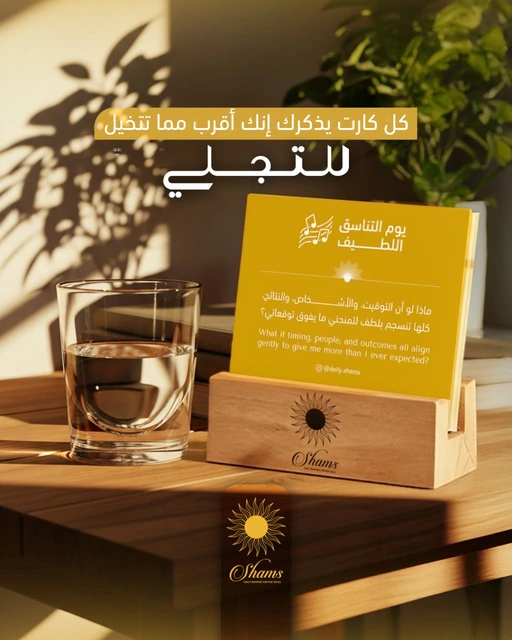 كل كارت يذكرك إنك أقرب مما تتخيل
للتجلي
يوم التناسق
اللطيف
ماذا لو أن التوقيت، والأشخاص، والنتائج،
كلها تنسجم بلطف لتمنحني ما يفوق توقعاتي؟
What if timing, people, and outcomes all align
gently to give me more than I ever expected?
@daily.shams
Shams
Shams